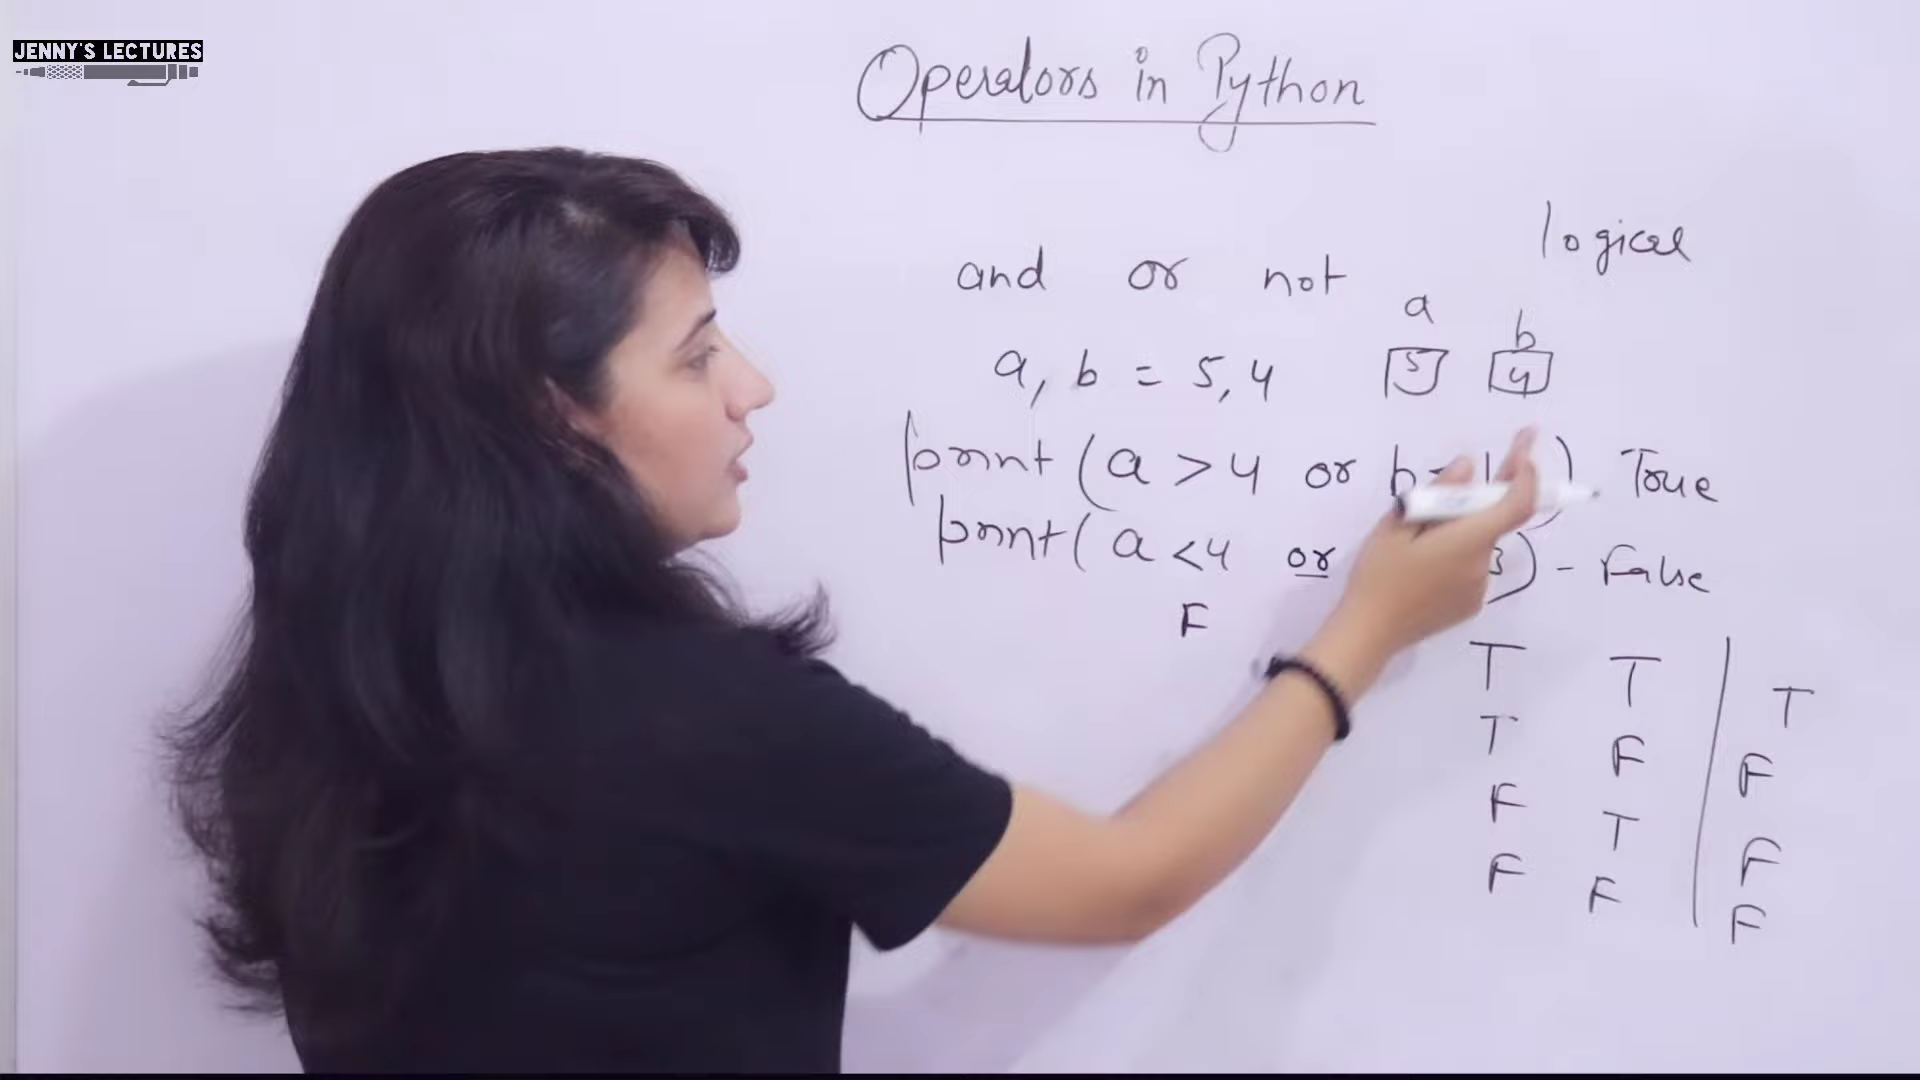 JENNY'S LECTURES
Operators in Python
logical
and or not
a b
a, b = 5,4 5 4
print (a > 4 or b ) True
print( a < 4 or 3) - False
F
T T T
T F F
F T F
F F F